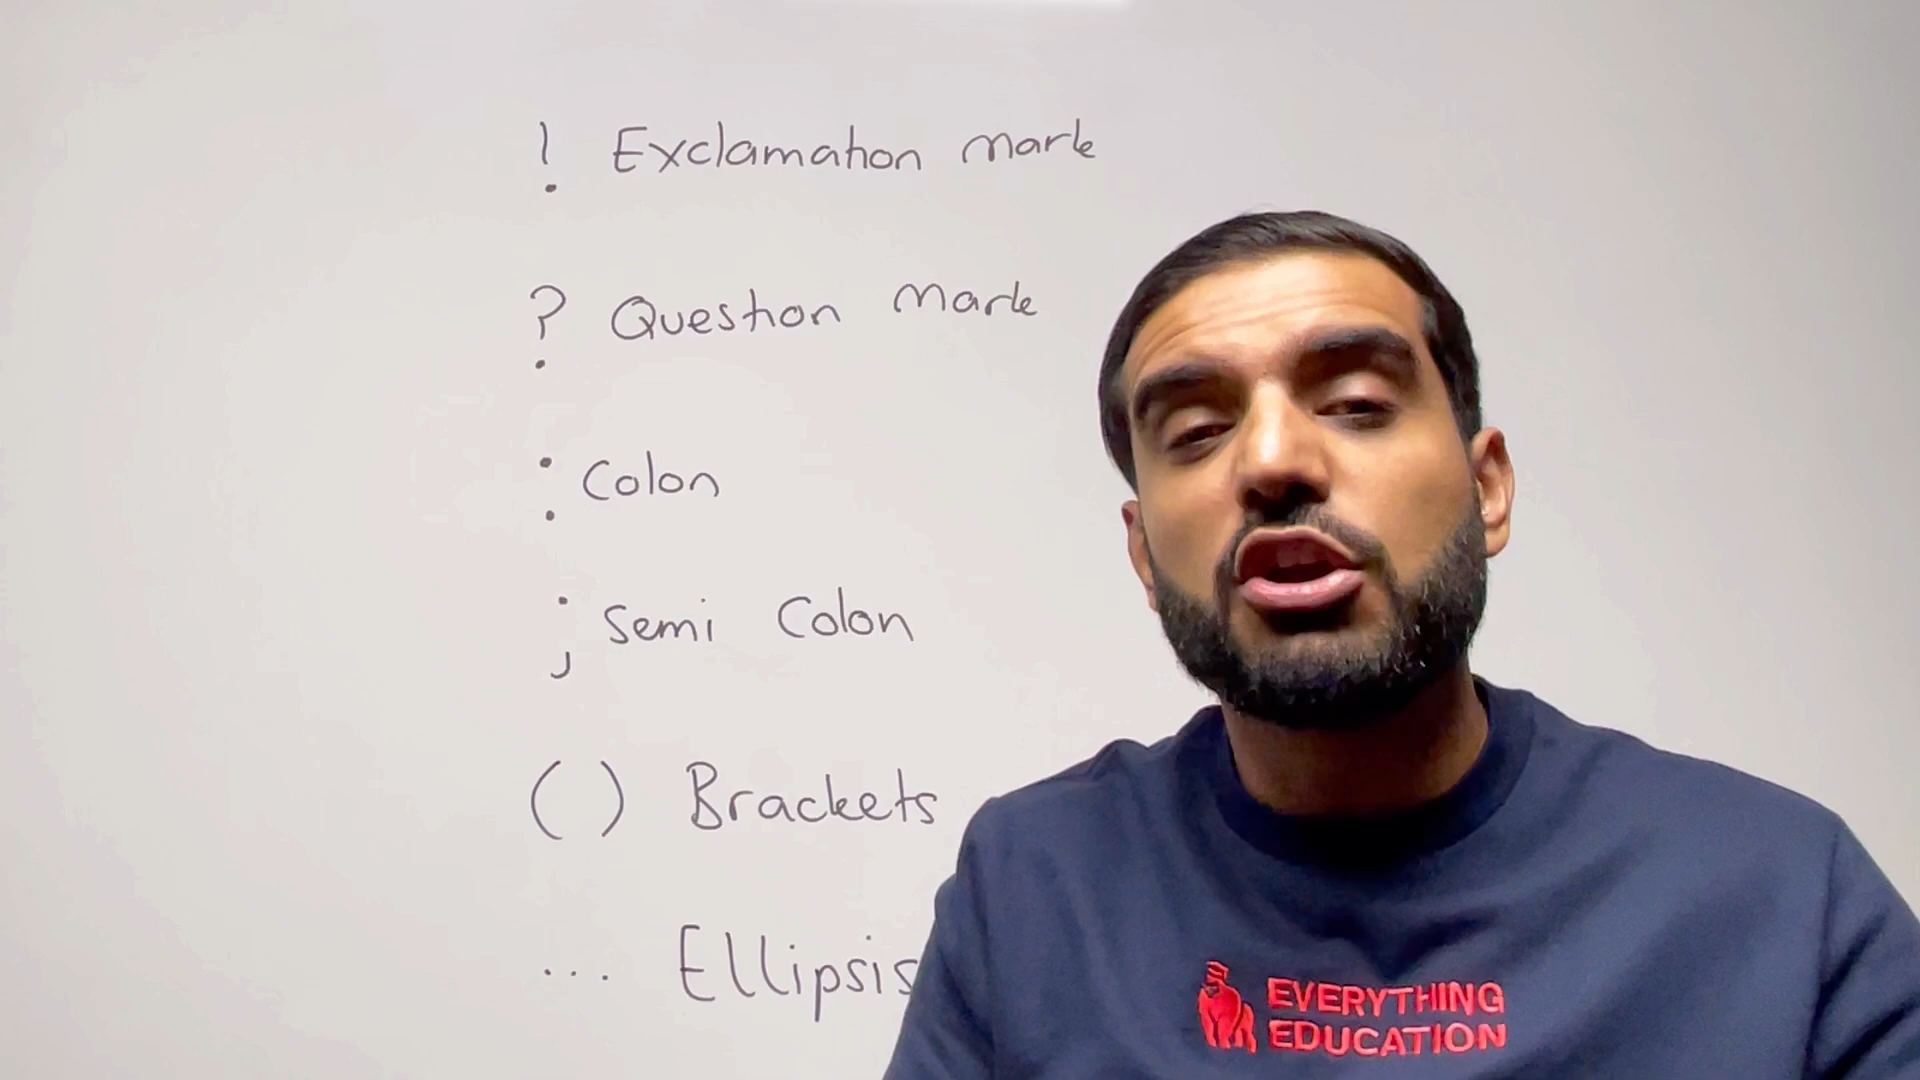 ! Exclamation mark
? Question Mark
: Colon
; Semi Colon
( ) Brackets
... Ellipsis
EVERYTHING
EDUCATION